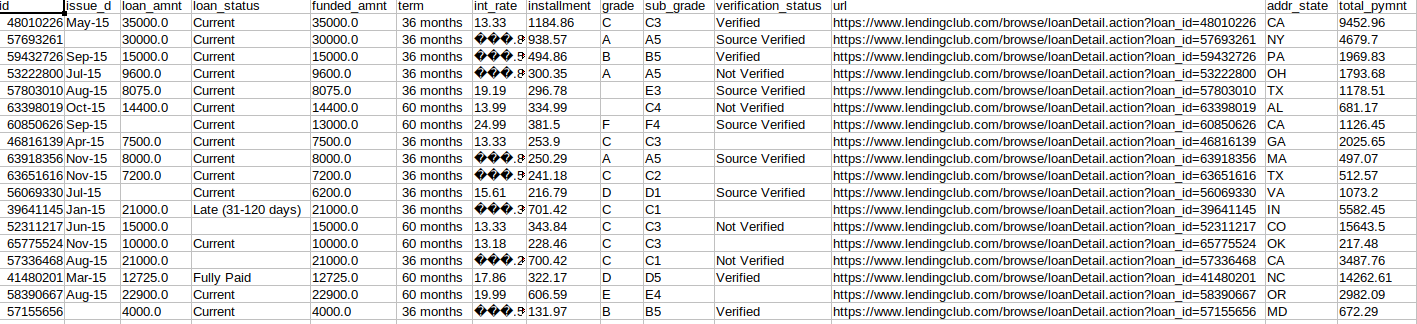 id issue_d loan_amnt loan_status funded_amnt term int_rate installment grade sub_grade verification_status url addr_state total_pymnt
48010226 May-15 35000.0 Current 35000.0 36 months 13.33 1184.86 C C3 Verified https://www.lendingclub.com/browse/loanDetail.action?loan_id=48010226 CA 9452.96
57693261 30000.0 Current 30000.0 36 months ���.8 938.57 A A5 Source Verified https://www.lendingclub.com/browse/loanDetail.action?loan_id=57693261 NY 4679.7
59432726 Sep-15 15000.0 Current 15000.0 36 months ���.5 494.86 B B5 Verified https://www.lendingclub.com/browse/loanDetail.action?loan_id=59432726 PA 1969.83
53222800 Jul-15 9600.0 Current 9600.0 36 months ���.8 300.35 A A5 Not Verified https://www.lendingclub.com/browse/loanDetail.action?loan_id=53222800 OH 1793.68
57803010 Aug-15 8075.0 Current 8075.0 36 months 19.19 296.78 E3 Source Verified https://www.lendingclub.com/browse/loanDetail.action?loan_id=57803010 TX 1178.51
63398019 Oct-15 14400.0 Current 14400.0 60 months 13.99 334.99 C4 Not Verified https://www.lendingclub.com/browse/loanDetail.action?loan_id=63398019 AL 681.17
60850626 Sep-15 Current 13000.0 60 months 24.99 381.5 F F4 Source Verified https://www.lendingclub.com/browse/loanDetail.action?loan_id=60850626 CA 1126.45
46816139 Apr-15 7500.0 Current 7500.0 36 months 13.33 253.9 C C3 https://www.lendingclub.com/browse/loanDetail.action?loan_id=46816139 GA 2025.65
63918356 Nov-15 8000.0 Current 8000.0 36 months ���.8 250.29 A A5 Source Verified https://www.lendingclub.com/browse/loanDetail.action?loan_id=63918356 MA 497.07
63651616 Nov-15 7200.0 Current 7200.0 36 months ���.5 241.18 C C2 https://www.lendingclub.com/browse/loanDetail.action?loan_id=63651616 TX 512.57
56069330 Jul-15 Current 6200.0 36 months 15.61 216.79 D D1 Source Verified https://www.lendingclub.com/browse/loanDetail.action?loan_id=56069330 VA 1073.2
39641145 Jan-15 21000.0 Late (31-120 days) 21000.0 36 months ���.3 701.42 C C1 https://www.lendingclub.com/browse/loanDetail.action?loan_id=39641145 IN 5582.45
52311217 Jun-15 15000.0 15000.0 60 months 13.33 343.84 C C3 Not Verified https://www.lendingclub.com/browse/loanDetail.action?loan_id=52311217 CO 15643.5
65775524 Nov-15 10000.0 Current 10000.0 60 months 13.18 228.46 C C3 https://www.lendingclub.com/browse/loanDetail.action?loan_id=65775524 OK 217.48
57336468 Aug-15 21000.0 21000.0 36 months ���.2 700.42 C C1 Not Verified https://www.lendingclub.com/browse/loanDetail.action?loan_id=57336468 CA 3487.76
41480201 Mar-15 12725.0 Fully Paid 12725.0 60 months 17.86 322.17 D D5 Verified https://www.lendingclub.com/browse/loanDetail.action?loan_id=41480201 NC 14262.61
58390667 Aug-15 22900.0 Current 22900.0 60 months 19.99 606.59 E E4 https://www.lendingclub.com/browse/loanDetail.action?loan_id=58390667 OR 2982.09
57155656 4000.0 Current 4000.0 36 months ���.5 131.97 B B5 Verified https://www.lendingclub.com/browse/loanDetail.action?loan_id=57155656 MD 672.29